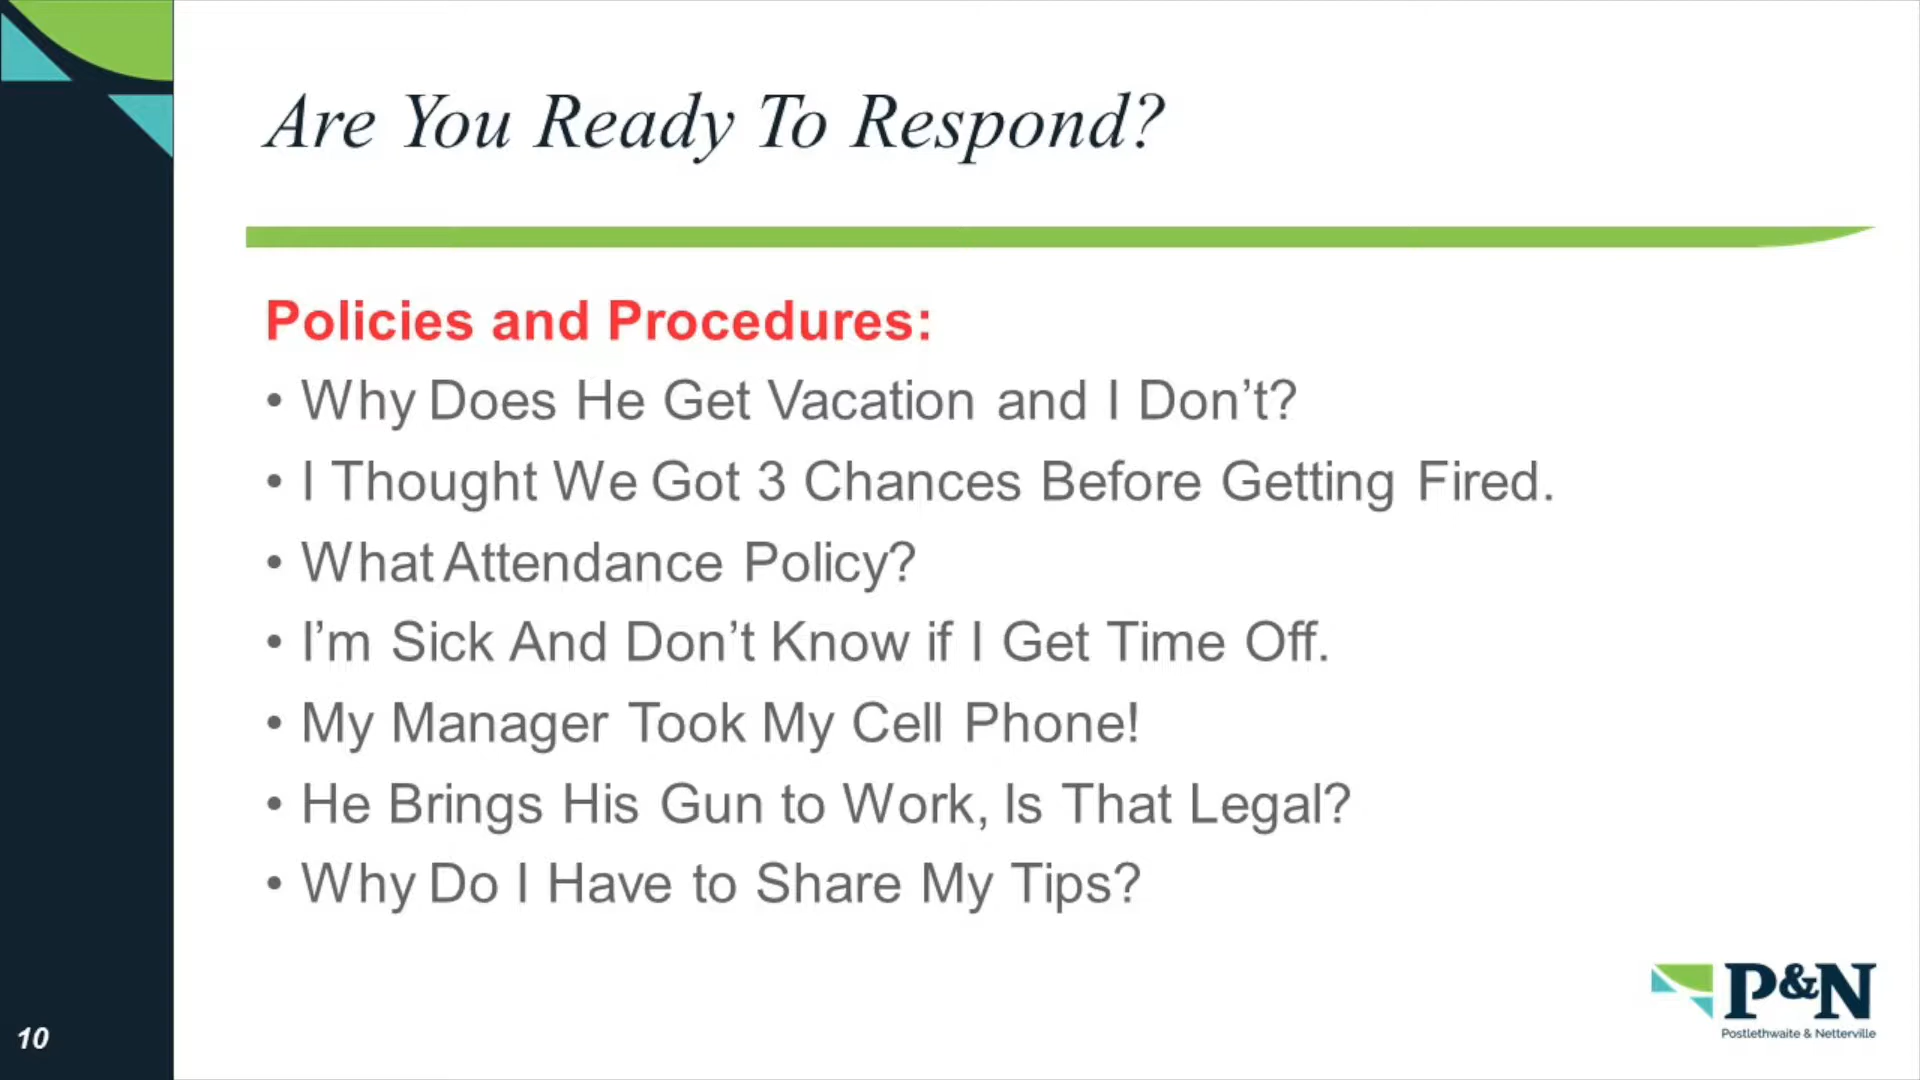 Are You Ready To Respond?
Policies and Procedures:
• Why Does He Get Vacation and I Don’t?
• I Thought We Got 3 Chances Before Getting Fired.
• What Attendance Policy?
• I’m Sick And Don’t Know if I Get Time Off.
• My Manager Took My Cell Phone!
• He Brings His Gun to Work, Is That Legal?
• Why Do I Have to Share My Tips?
P&N
Postlethwaite & Netterville
10